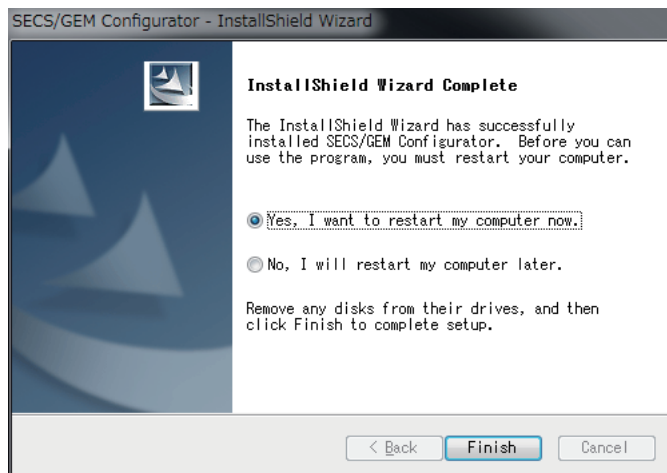 SECS/GEM Configurator - InstallShield Wizard
InstallShield Wizard Complete
The InstallShield Wizard has successfully
installed SECS/GEM Configurator. Before you can
use the program, you must restart your computer.
Yes, I want to restart my computer now.
No, I will restart my computer later.
Remove any disks from their drives, and then
click Finish to complete setup.
< Back Finish Cancel